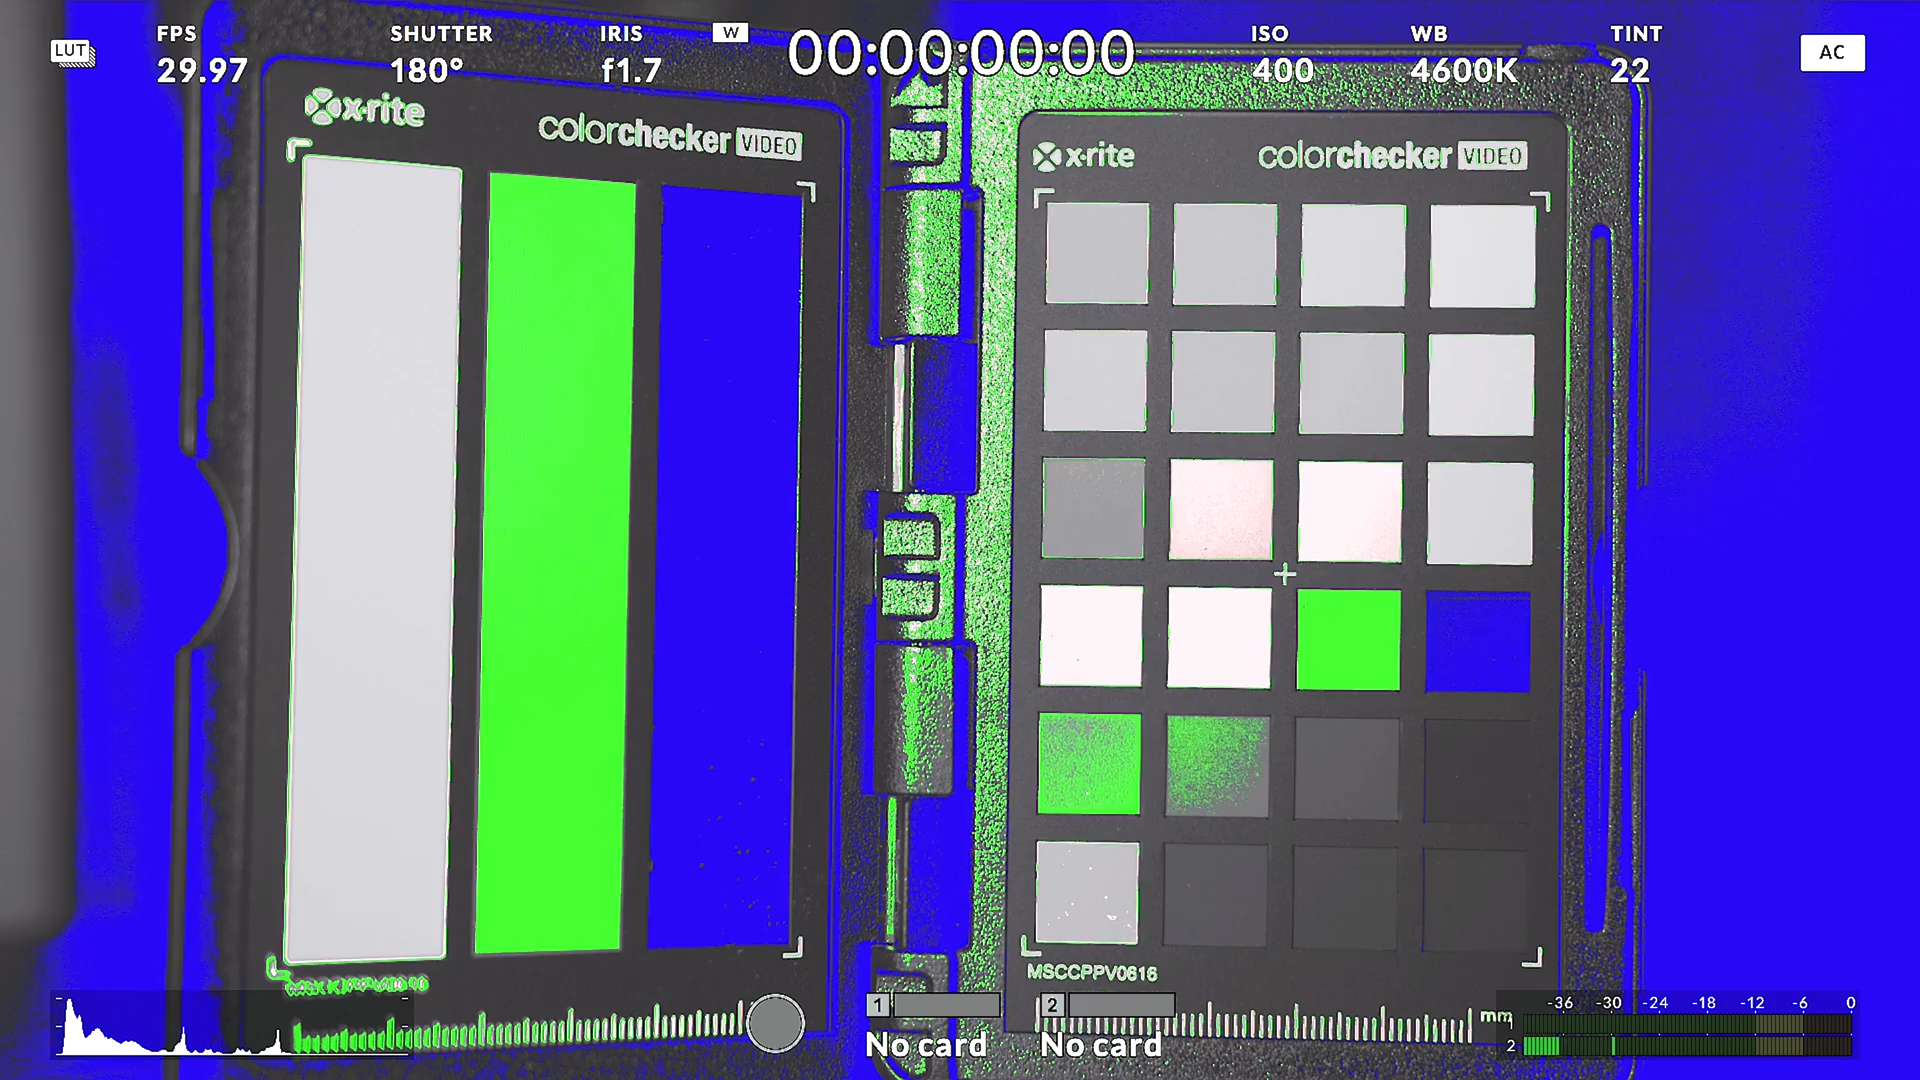 LUT
FPS
29.97
SHUTTER
180°
IRIS
f1.7
W
00:00:00:00
ISO
400
WB
4600K
TINT
22
AC
x·rite
colorchecker VIDEO
x·rite
colorchecker VIDEO
MSCCPPV0616
mm
1
No card
2
No card
-36 -30 -24 -18 -12 -6 0
1
2